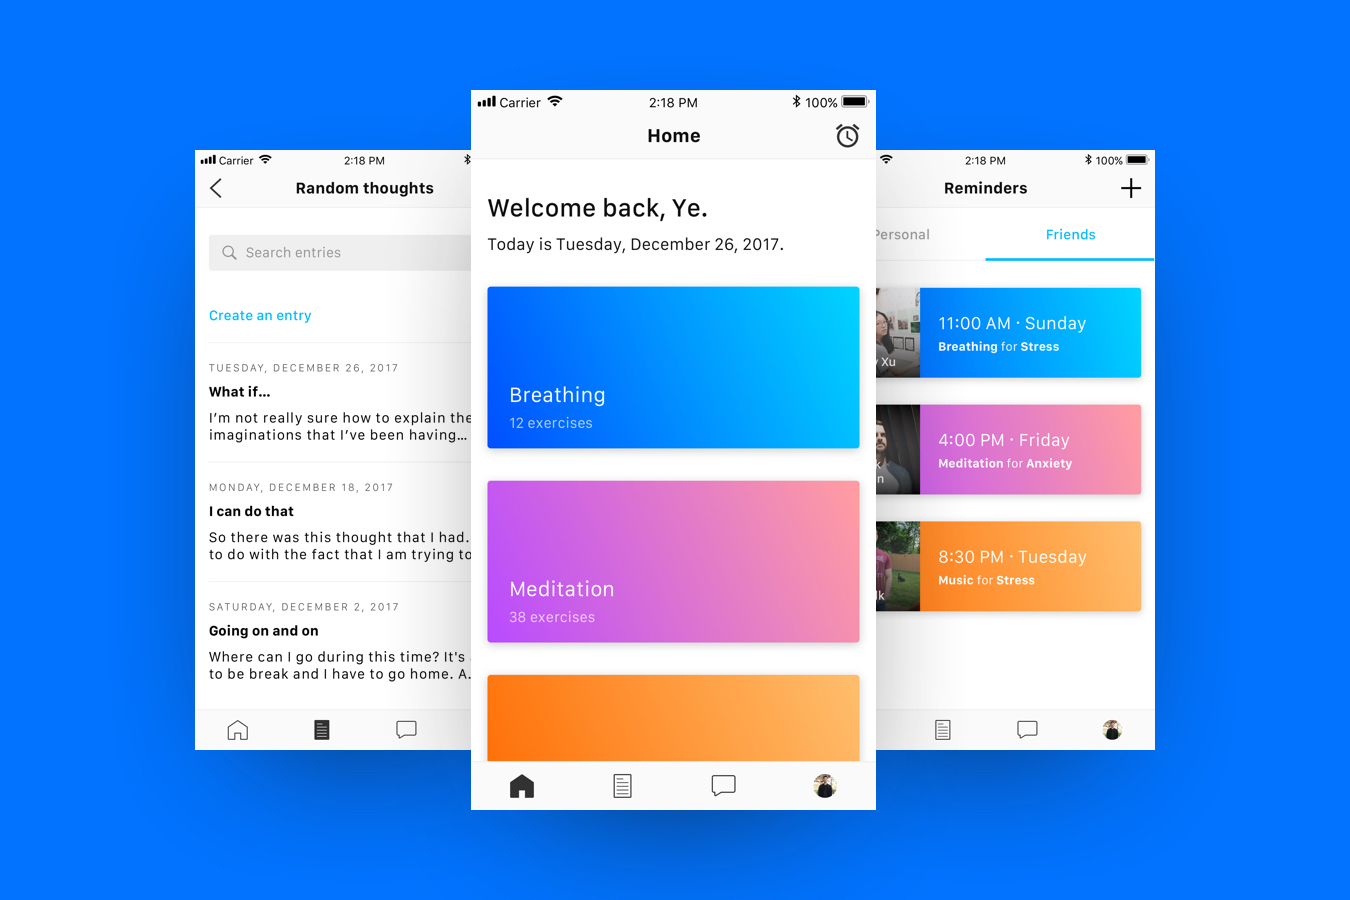 Carrier 2:18 PM
Random thoughts
Search entries
Create an entry
TUESDAY, DECEMBER 26, 2017
What if...
I'm not really sure how to explain the
imaginations that I've been having...
MONDAY, DECEMBER 18, 2017
I can do that
So there was this thought that I had.
to do with the fact that I am trying to
SATURDAY, DECEMBER 2, 2017
Going on and on
Where can I go during this time? It's
to be break and I have to go home. A.
Carrier 2:18 PM 100%
Home
Welcome back, Ye.
Today is Tuesday, December 26, 2017.
Breathing
12 exercises
Meditation
38 exercises
2:18 PM 100%
Reminders
Personal Friends
Xu
11:00 AM · Sunday
Breathing for Stress
4:00 PM · Friday
Meditation for Anxiety
8:30 PM · Tuesday
Music for Stress